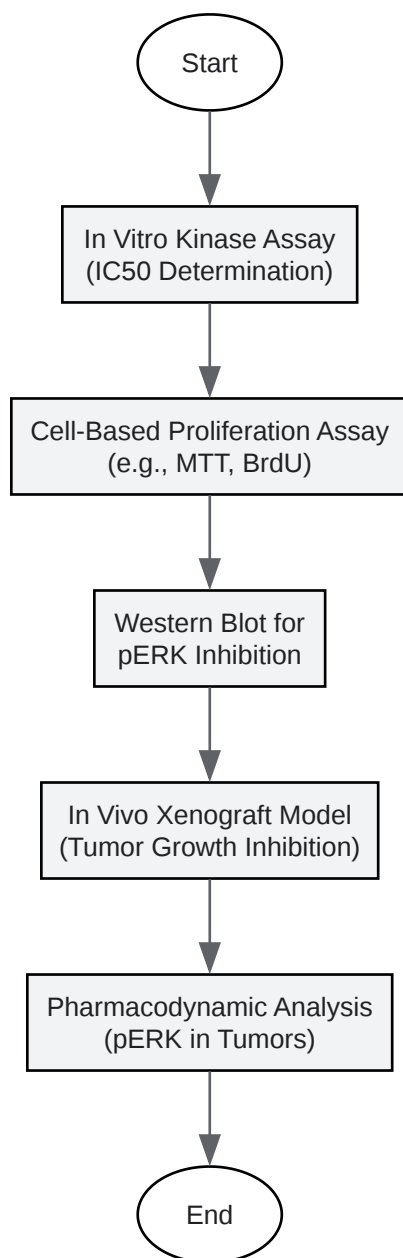 Start
In Vitro Kinase Assay
(IC50 Determination)
Cell-Based Proliferation Assay
(e.g., MTT, BrdU)
Western Blot for
pERK Inhibition
In Vivo Xenograft Model
(Tumor Growth Inhibition)
Pharmacodynamic Analysis
(pERK in Tumors)
End